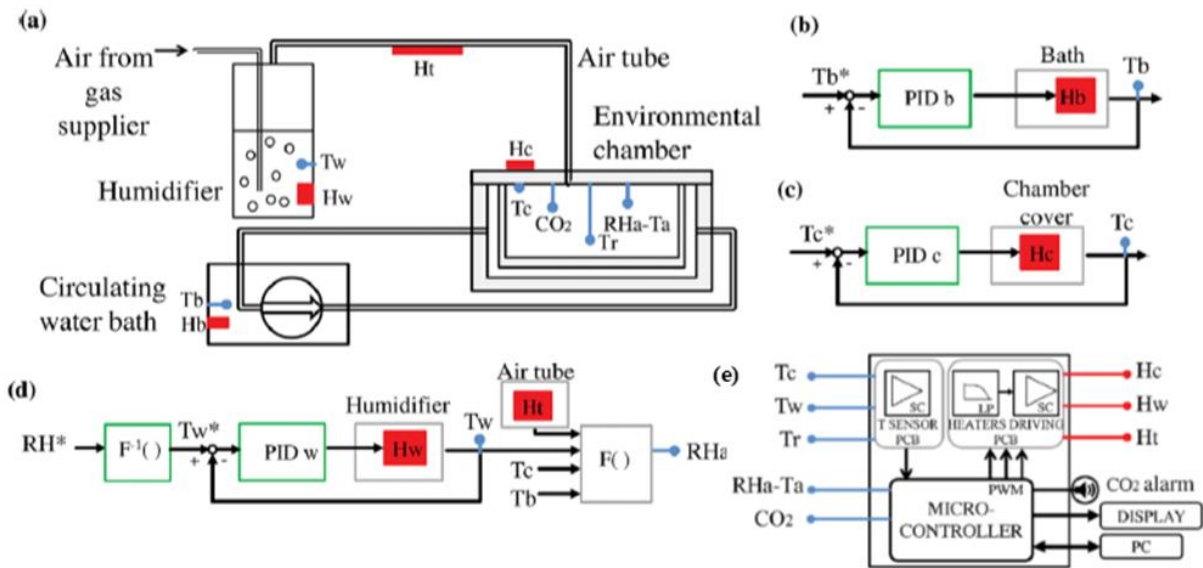 (a)
Air from
gas
supplier
Ht
Air tube
Environmental
chamber
Hc
Tw
Humidifier
Hw
Tc
CO2
RHa-Ta
Tr
Circulating
water bath
Tb
Hb
(b)
Bath
Tb*
+
-
PID b
Hb
Tb
(c)
Chamber
cover
Tc*
+
-
PID c
Hc
Tc
(d)
Air tube
Ht
Humidifier
RH*
F-1( )
Tw*
+
-
PID w
Hw
Tw
Tc
Tb
F( )
RHa
(e)
Tc
Tw
Tr
RHa-Ta
CO2
SC
T SENSOR
PCB
LP
SC
HEATERS DRIVING
PCB
Hc
Hw
Ht
PWM
MICRO-
CONTROLLER
CO2 alarm
DISPLAY
PC